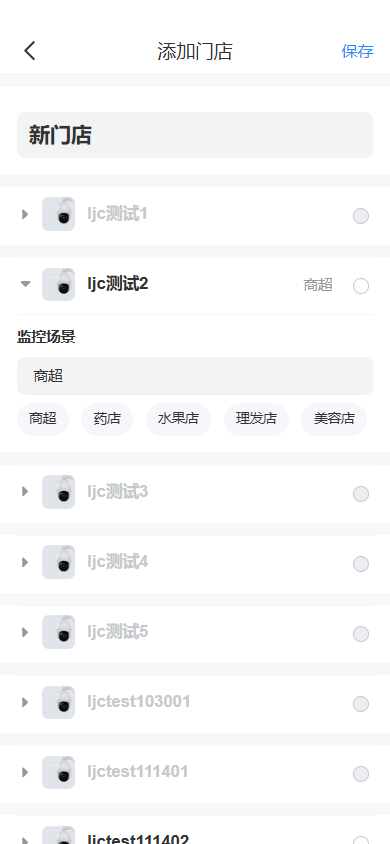 添加门店
保存
新门店
ljc测试1
ljc测试2
商超
监控场景
商超
商超 药店 水果店 理发店 美容店
ljc测试3
ljc测试4
ljc测试5
ljctest103001
ljctest111401
ljctest111402